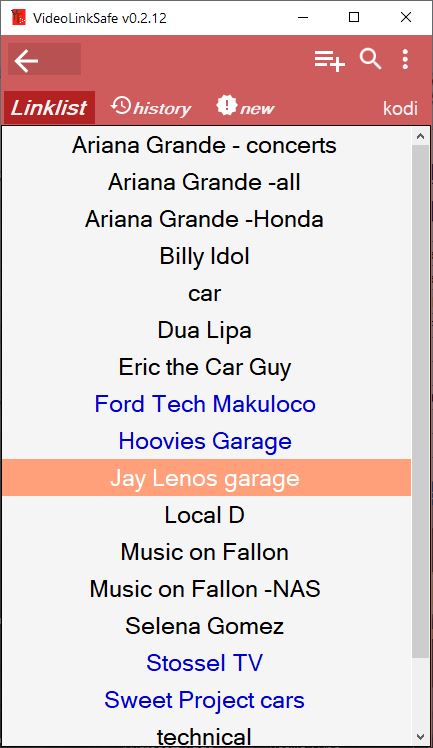 VideoLinkSafe v0.2.12
Linklist history new kodi
Ariana Grande - concerts
Ariana Grande -all
Ariana Grande -Honda
Billy Idol
car
Dua Lipa
Eric the Car Guy
Ford Tech Makuloco
Hoovies Garage
Jay Lenos garage
Local D
Music on Fallon
Music on Fallon -NAS
Selena Gomez
Stossel TV
Sweet Project cars
technical